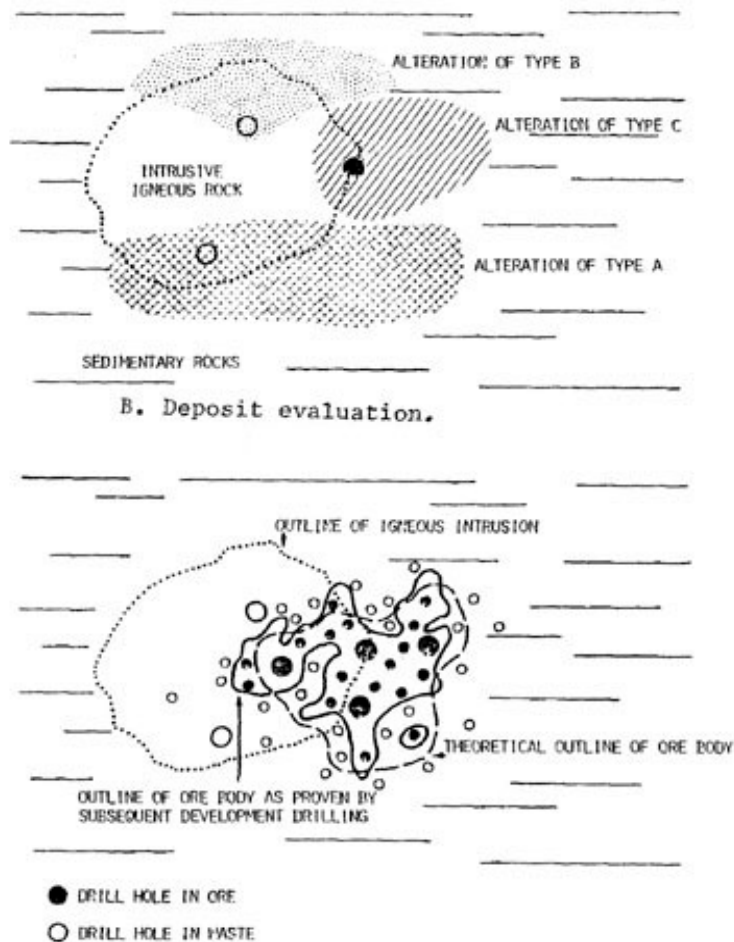 ALTERATION OF TYPE B
ALTERATION OF TYPE C
INTRUSIVE
IGNEOUS ROCK
ALTERATION OF TYPE A
SEDIMENTARY ROCKS
B. Deposit evaluation.
OUTLINE OF IGNEOUS INTRUSION
THEORETICAL OUTLINE OF ORE BODY
OUTLINE OF ORE BODY AS PROVEN BY
SUBSEQUENT DEVELOPMENT DRILLING
DRILL HOLE IN ORE
DRILL HOLE IN WASTE